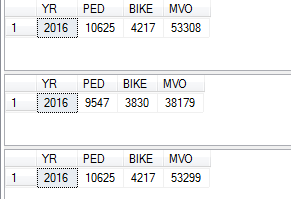 YR PED BIKE MVO
1 2016 10625 4217 53308
YR PED BIKE MVO
1 2016 9547 3830 38179
YR PED BIKE MVO
1 2016 10625 4217 53299